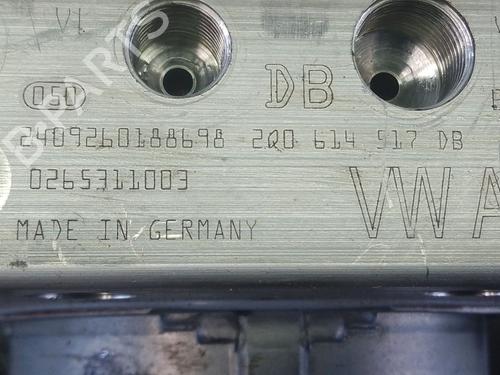 VL
DB
050
2409260188698 2Q0 614 517 DB
0265311003
VW A
MADE IN GERMANY